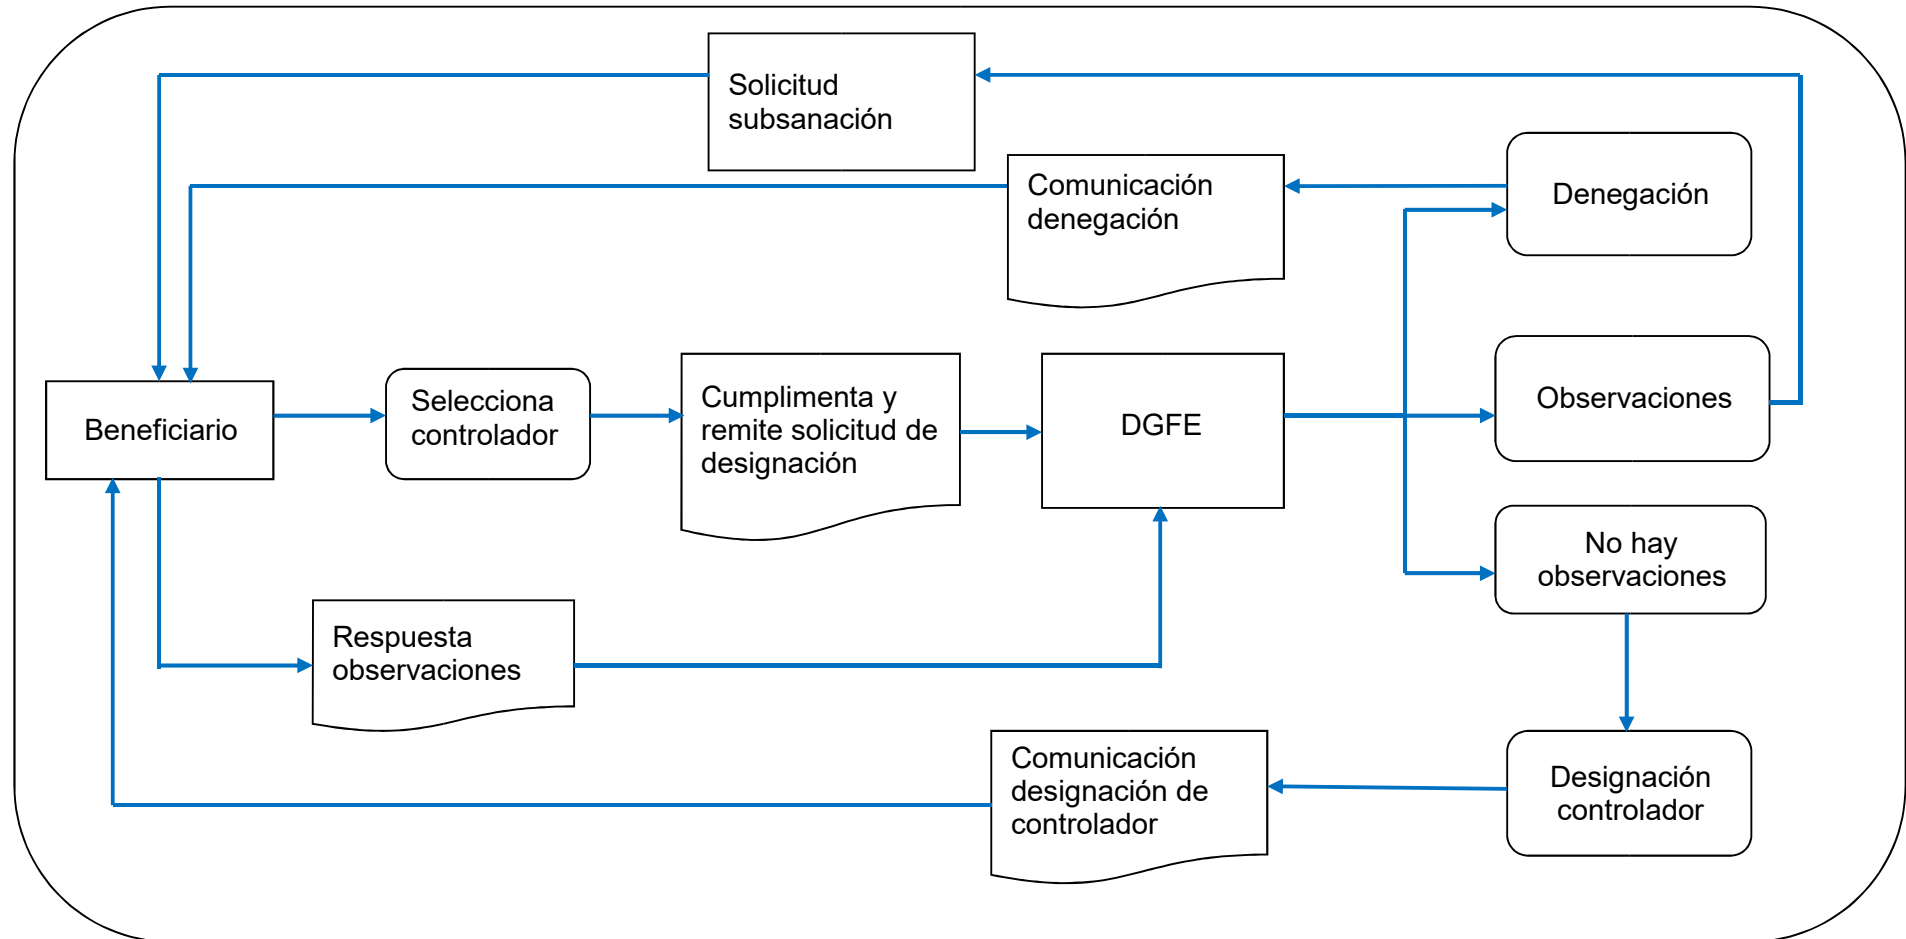 Solicitud
subsanación
Comunicación
denegación
Denegación
Beneficiario
Selecciona
controlador
Cumplimenta y
remite solicitud de
designación
DGFE
Observaciones
No hay
observaciones
Respuesta
observaciones
Comunicación
designación de
controlador
Designación
controlador